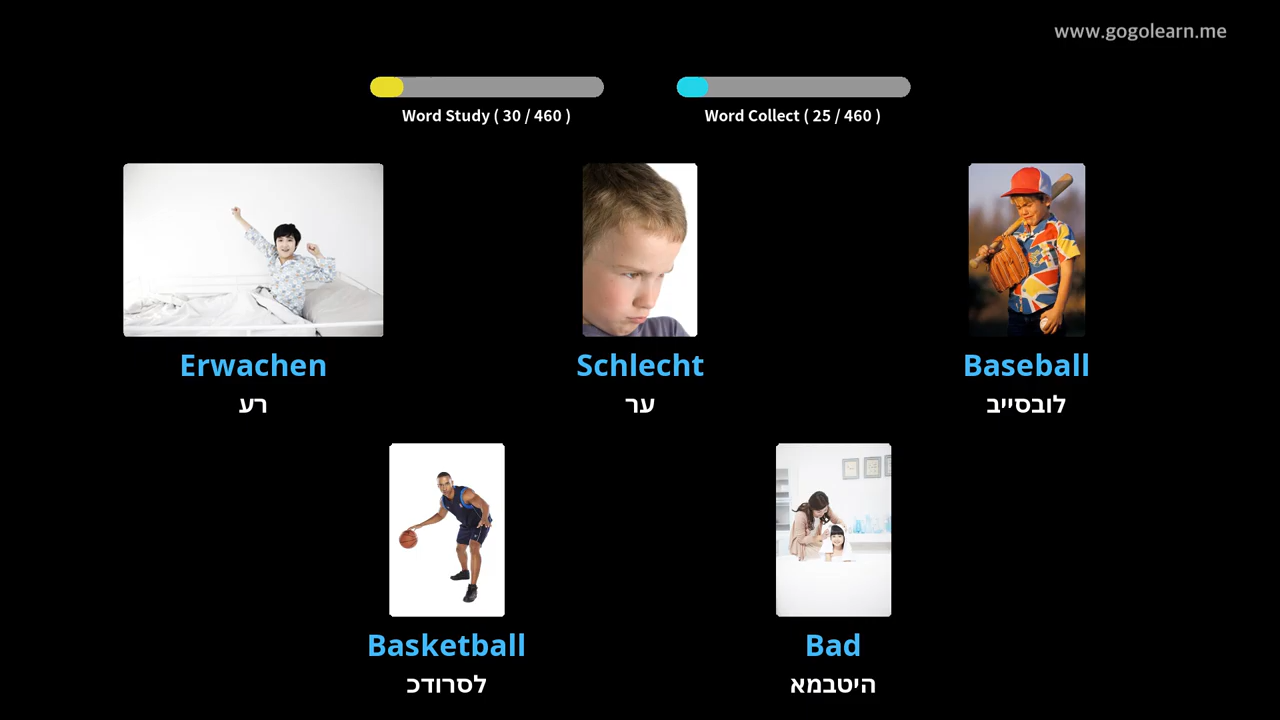 www.gogolearn.me
Word Study ( 30 / 460 )
Word Collect ( 25 / 460 )
Erwachen
רע
Schlecht
ער
Baseball
לובסייב
Basketball
לסרודכ
Bad
היטבמא